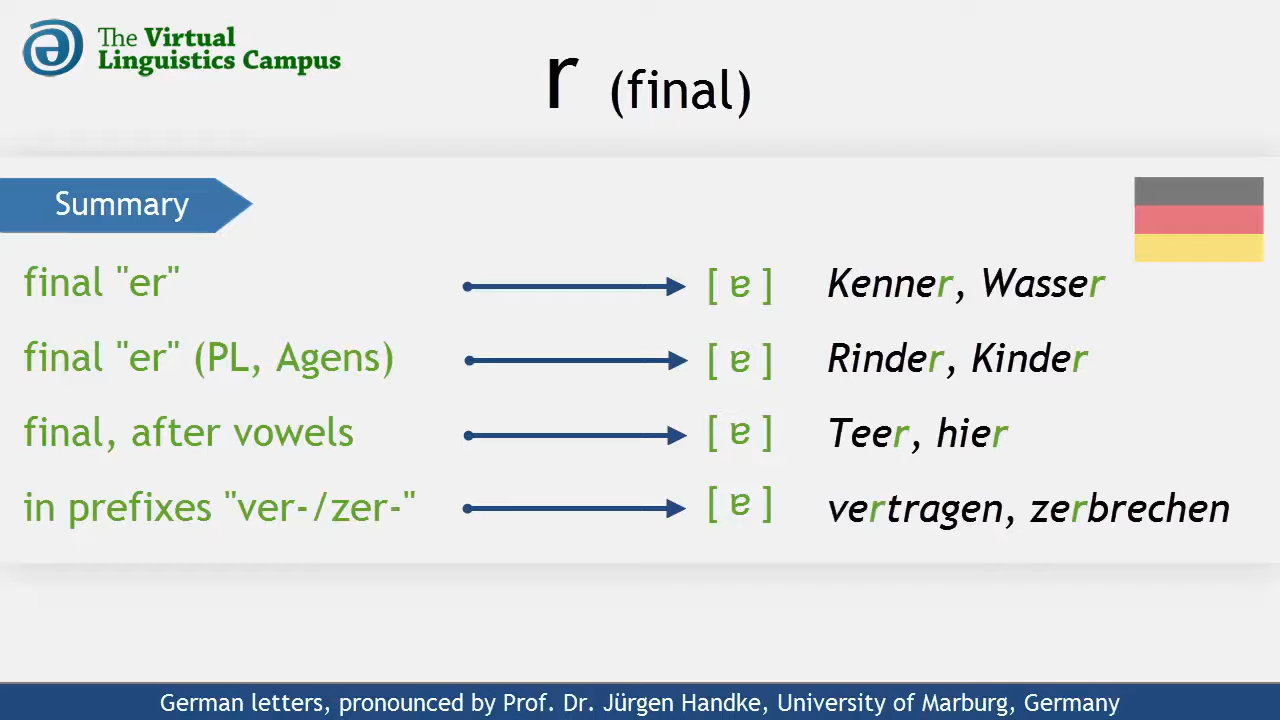 The Virtual
Linguistics Campus
r (final)
Summary
final "er" [ ɐ ] Kenner, Wasser
final "er" (PL, Agens) [ ɐ ] Rinder, Kinder
final, after vowels [ ɐ ] Teer, hier
in prefixes "ver-/zer-" [ ɐ ] vertragen, zerbrechen
German letters, pronounced by Prof. Dr. Jürgen Handke, University of Marburg, Germany